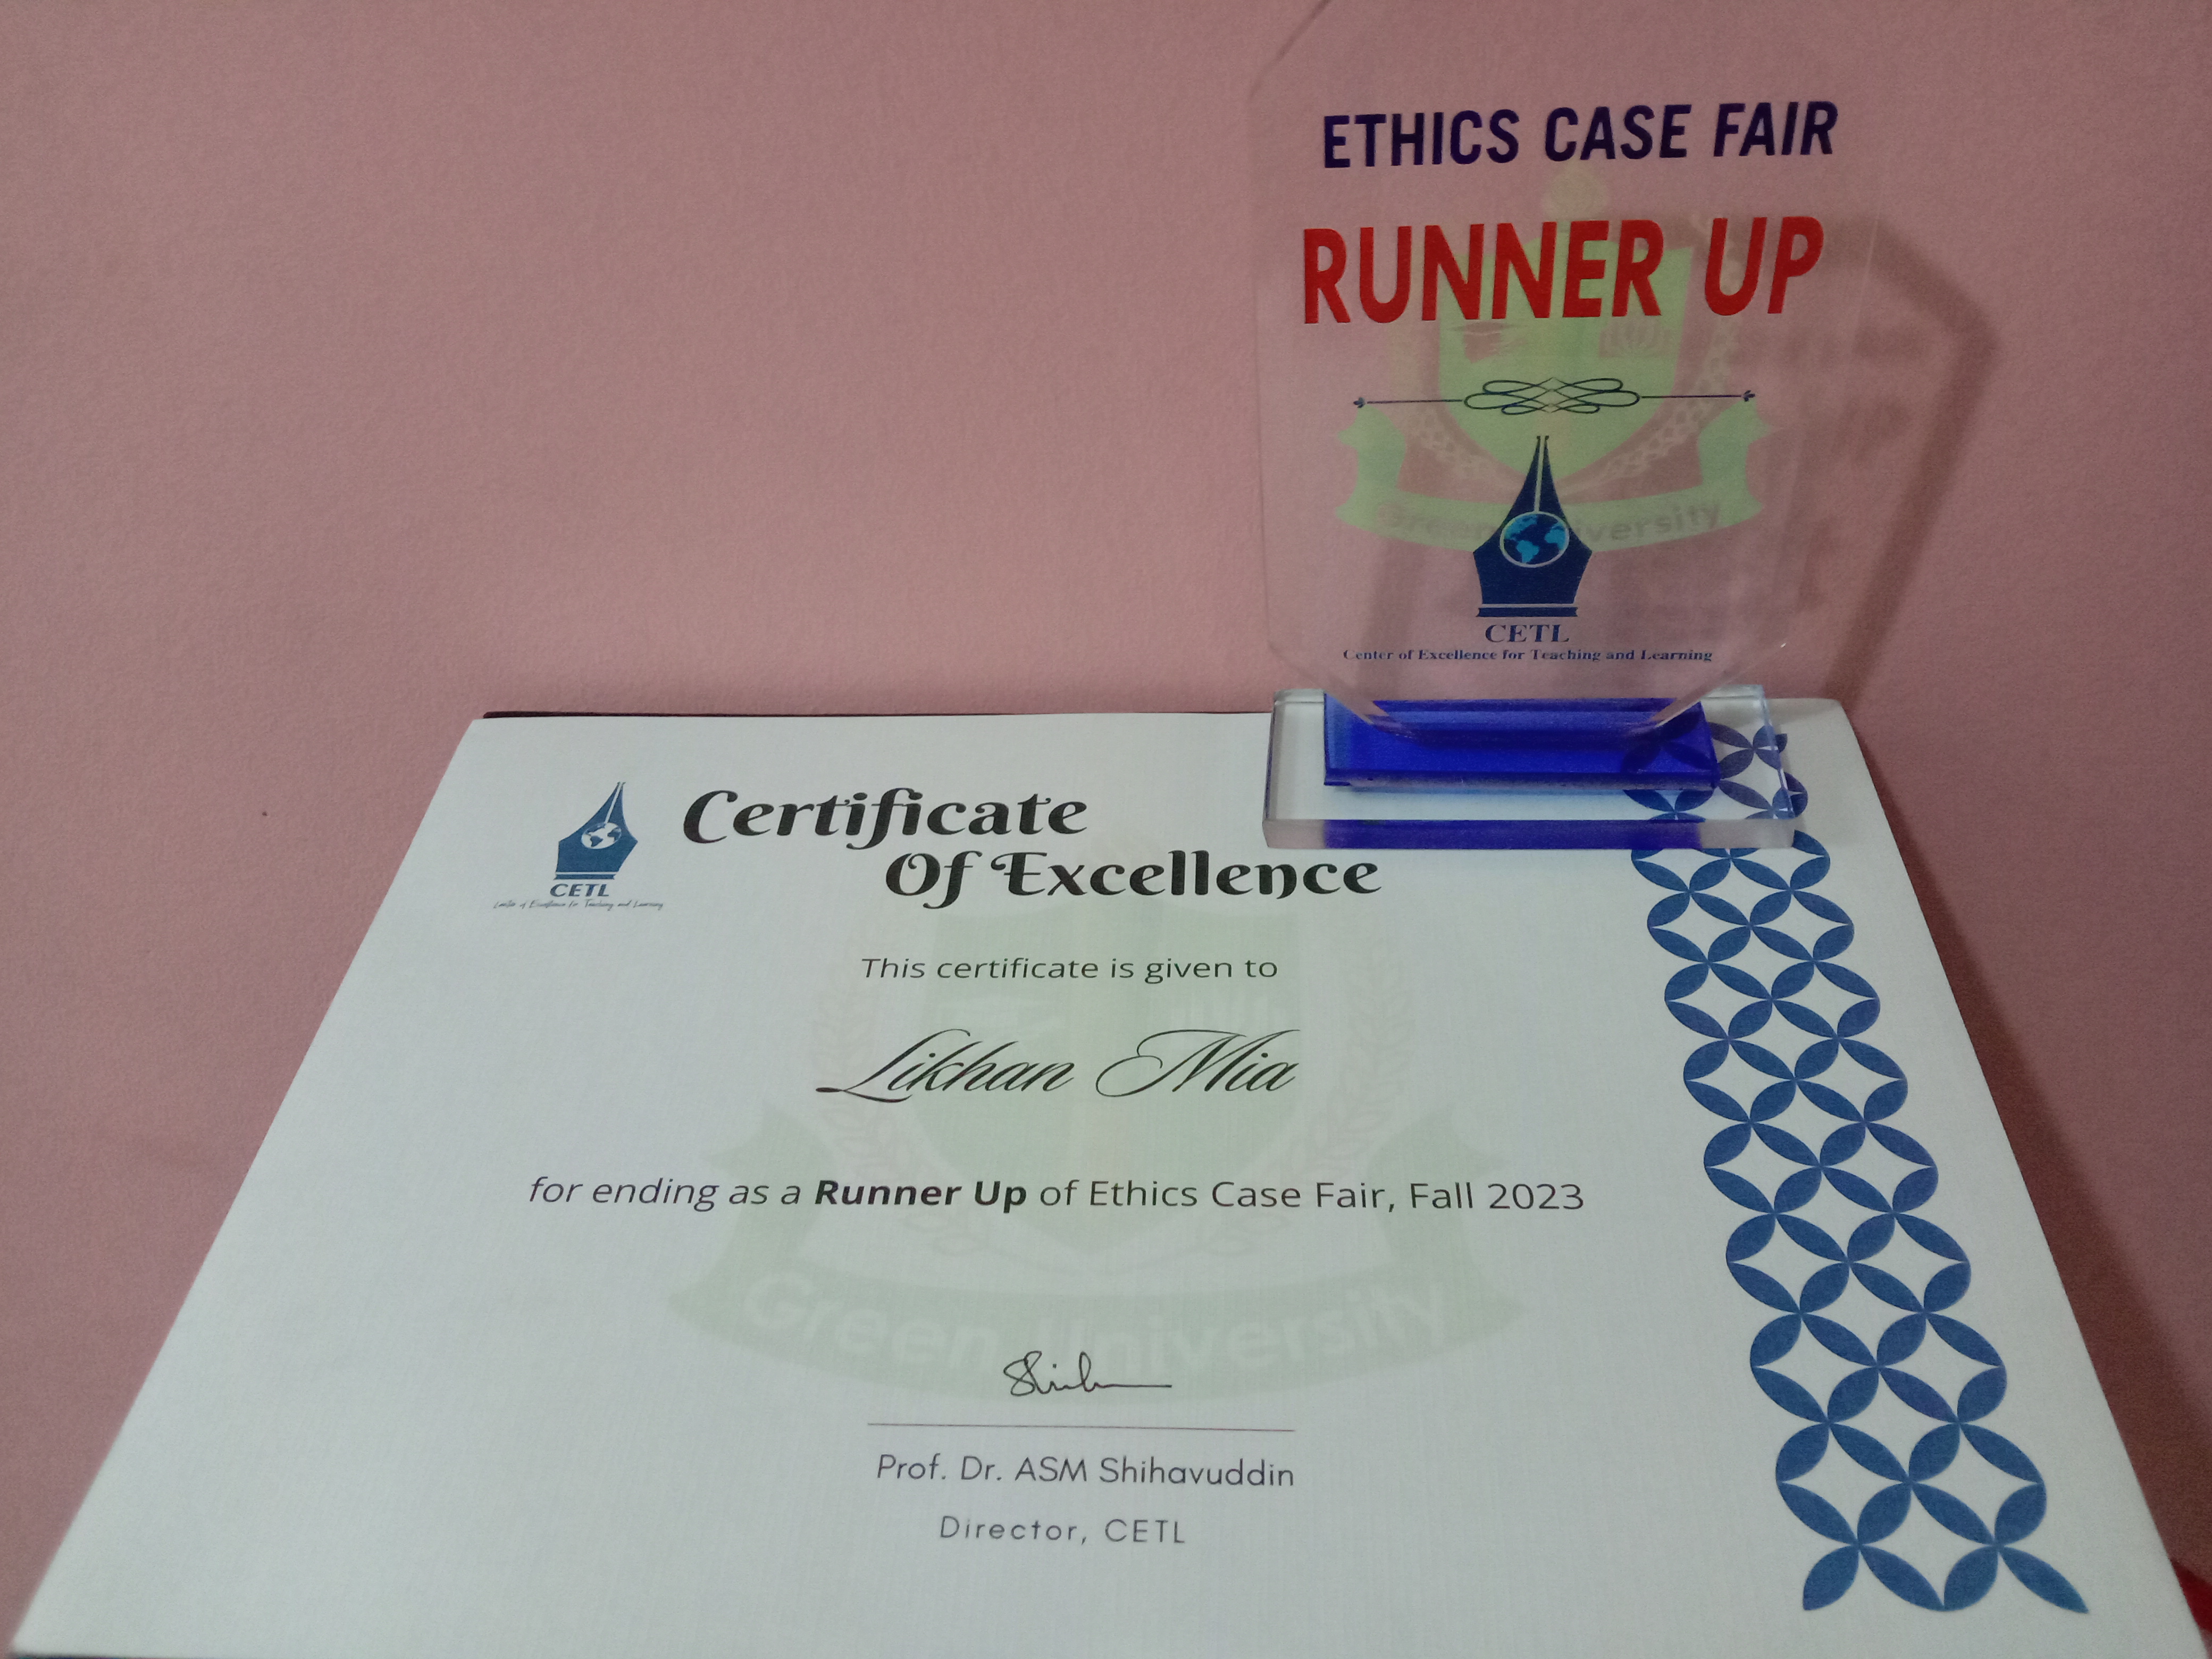 ETHICS CASE FAIR
RUNNER UP
Green University
CETL
Center of Excellence for Teaching and Learning
CETL
Center of Excellence for Teaching and Learning
Certificate
Of Excellence
This certificate is given to
Likhan Mia
for ending as a Runner Up of Ethics Case Fair, Fall 2023
Green University
Prof. Dr. ASM Shihavuddin
Director, CETL